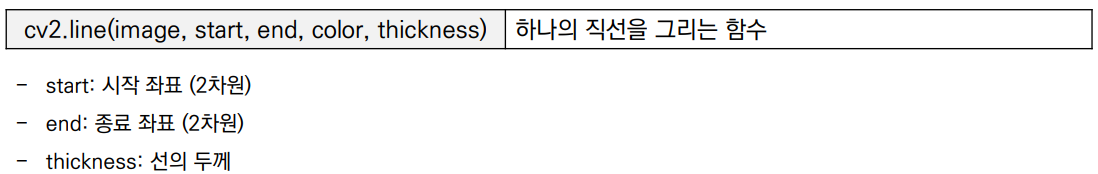 cv2.line(image, start, end, color, thickness) 하나의 직선을 그리는 함수
- start: 시작 좌표 (2차원)
- end: 종료 좌표 (2차원)
- thickness: 선의 두께